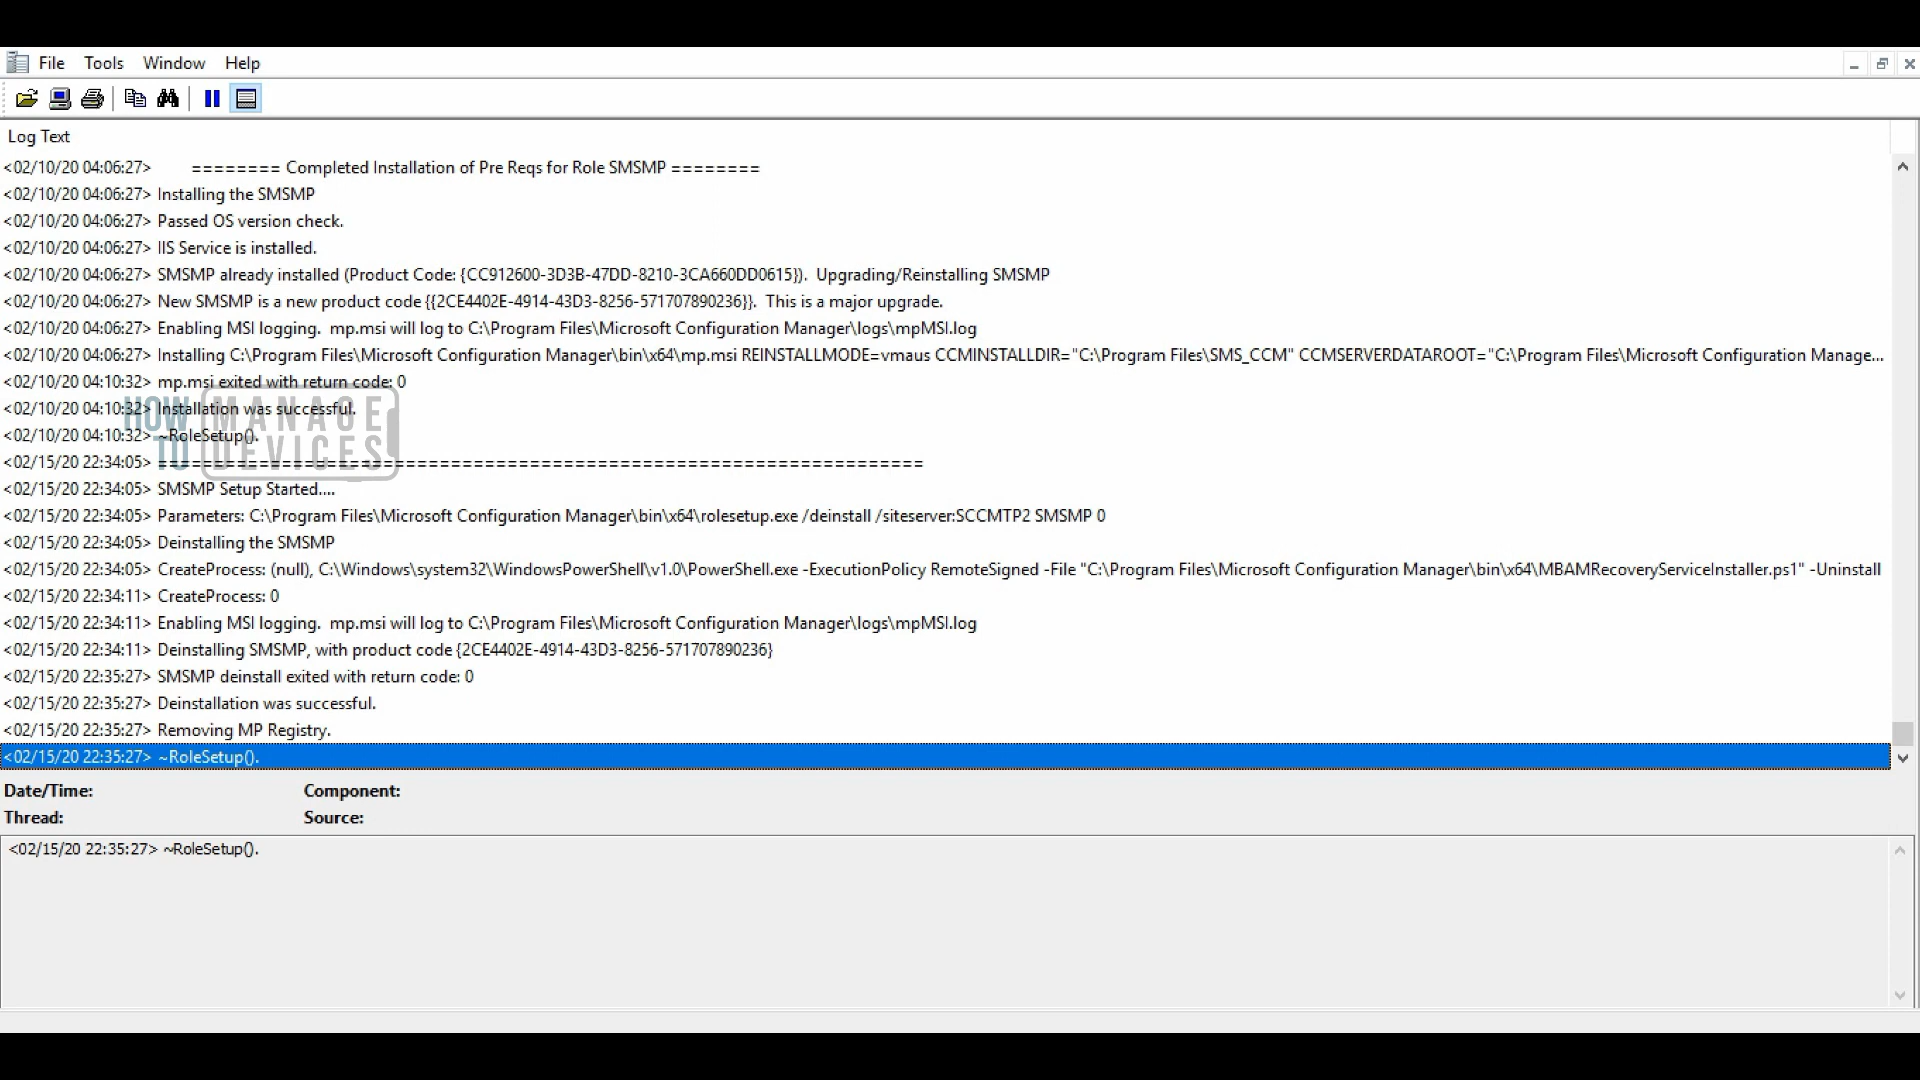 File Tools Window Help
Log Text
<02/10/20 04:06:27> ======== Completed Installation of Pre Reqs for Role SMSMP ========
<02/10/20 04:06:27> Installing the SMSMP
<02/10/20 04:06:27> Passed OS version check.
<02/10/20 04:06:27> IIS Service is installed.
<02/10/20 04:06:27> SMSMP already installed (Product Code: {CC912600-3D3B-47DD-8210-3CA660DD0615}).  Upgrading/Reinstalling SMSMP
<02/10/20 04:06:27> New SMSMP is a new product code {{2CE4402E-4914-43D3-8256-571707890236}}.  This is a major upgrade.
<02/10/20 04:06:27> Enabling MSI logging.  mp.msi will log to C:\Program Files\Microsoft Configuration Manager\logs\mpMSI.log
<02/10/20 04:06:27> Installing C:\Program Files\Microsoft Configuration Manager\bin\x64\mp.msi REINSTALLMODE=vmaus CCMINSTALLDIR="C:\Program Files\SMS_CCM" CCMSERVERDATAROOT="C:\Program Files\Microsoft Configuration Manage...
<02/10/20 04:10:32> mp.msi exited with return code: 0
<02/10/20 04:10:32> Installation was successful.
<02/10/20 04:10:32> ~RoleSetup().
HOW TO MANAGE DEVICES
<02/15/20 22:34:05> ====================================================================
<02/15/20 22:34:05> SMSMP Setup Started....
<02/15/20 22:34:05> Parameters: C:\Program Files\Microsoft Configuration Manager\bin\x64\rolesetup.exe /deinstall /siteserver:SCCMTP2 SMSMP 0
<02/15/20 22:34:05> Deinstalling the SMSMP
<02/15/20 22:34:05> CreateProcess: (null), C:\Windows\system32\WindowsPowerShell\v1.0\PowerShell.exe -ExecutionPolicy RemoteSigned -File "C:\Program Files\Microsoft Configuration Manager\bin\x64\MBAMRecoveryServiceInstaller.ps1" -Uninstall
<02/15/20 22:34:11> CreateProcess: 0
<02/15/20 22:34:11> Enabling MSI logging.  mp.msi will log to C:\Program Files\Microsoft Configuration Manager\logs\mpMSI.log
<02/15/20 22:34:11> Deinstalling SMSMP, with product code {2CE4402E-4914-43D3-8256-571707890236}
<02/15/20 22:35:27> SMSMP deinstall exited with return code: 0
<02/15/20 22:35:27> Deinstallation was successful.
<02/15/20 22:35:27> Removing MP Registry.
<02/15/20 22:35:27> ~RoleSetup().
Date/Time: Component:
Thread: Source:
<02/15/20 22:35:27> ~RoleSetup().